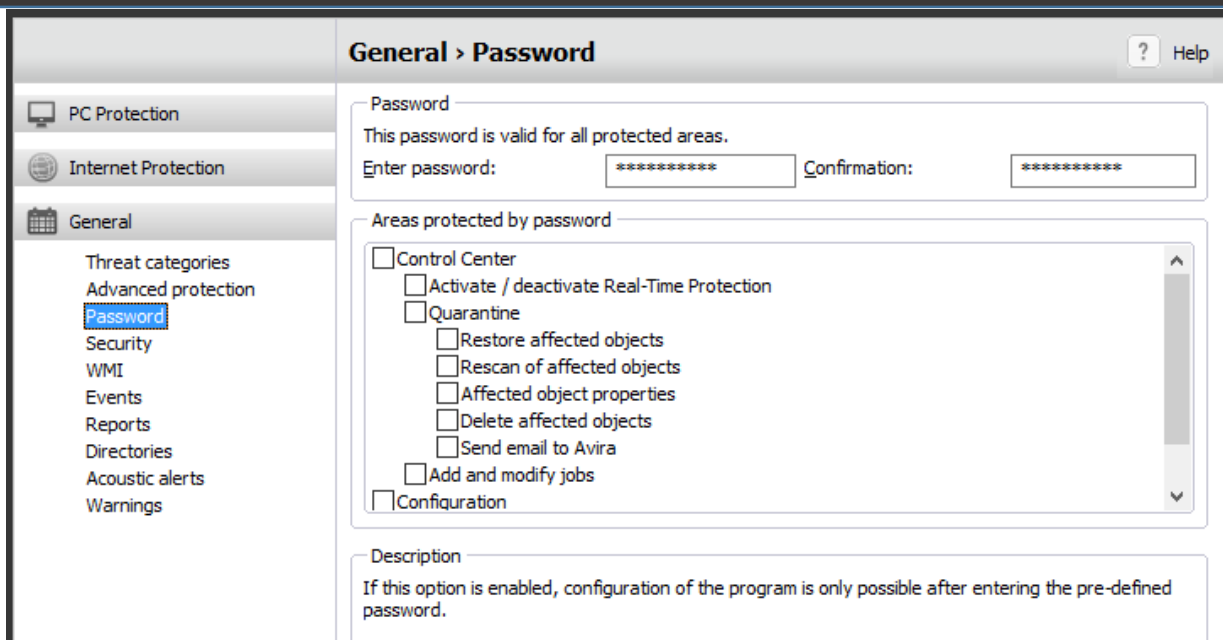 General › Password
? Help
PC Protection
Internet Protection
General
Threat categories
Advanced protection
Password
Security
WMI
Events
Reports
Directories
Acoustic alerts
Warnings
Password
This password is valid for all protected areas.
Enter password: ********** Confirmation: **********
Areas protected by password
Control Center
Activate / deactivate Real-Time Protection
Quarantine
Restore affected objects
Rescan of affected objects
Affected object properties
Delete affected objects
Send email to Avira
Add and modify jobs
Configuration
Description
If this option is enabled, configuration of the program is only possible after entering the pre-defined
password.